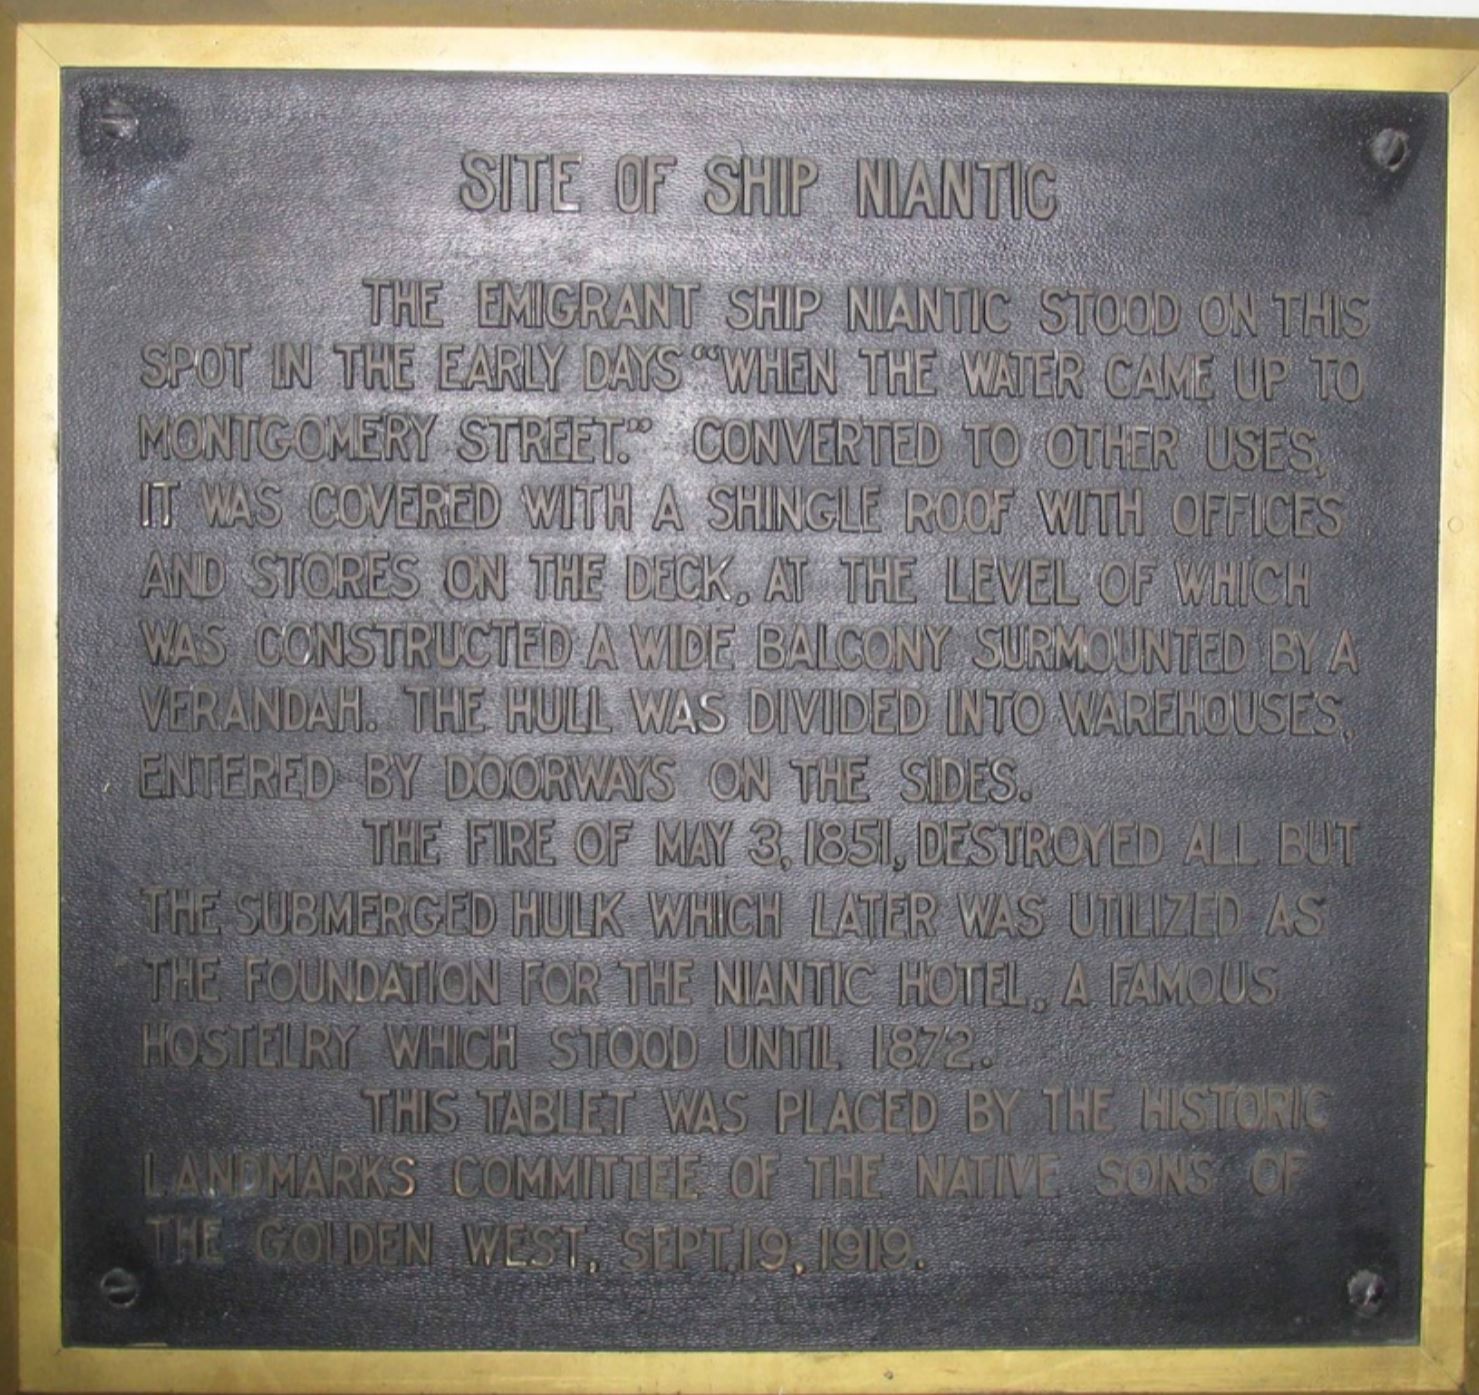 SITE OF SHIP NIANTIC
THE EMIGRANT SHIP NIANTIC STOOD ON THIS
SPOT IN THE EARLY DAYS "WHEN THE WATER CAME UP TO
MONTGOMERY STREET." CONVERTED TO OTHER USES,
IT WAS COVERED WITH A SHINGLE ROOF WITH OFFICES
AND STORES ON THE DECK, AT THE LEVEL OF WHICH
WAS CONSTRUCTED A WIDE BALCONY SURMOUNTED BY A
VERANDAH. THE HULL WAS DIVIDED INTO WAREHOUSES,
ENTERED BY DOORWAYS ON THE SIDES.
THE FIRE OF MAY 3, 1851, DESTROYED ALL BUT
THE SUBMERGED HULK WHICH LATER WAS UTILIZED AS
THE FOUNDATION FOR THE NIANTIC HOTEL, A FAMOUS
HOSTELRY WHICH STOOD UNTIL 1872.
THIS TABLET WAS PLACED BY THE HISTORIC
LANDMARKS COMMITTEE OF THE NATIVE SONS OF
THE GOLDEN WEST, SEPT. 19, 1919.